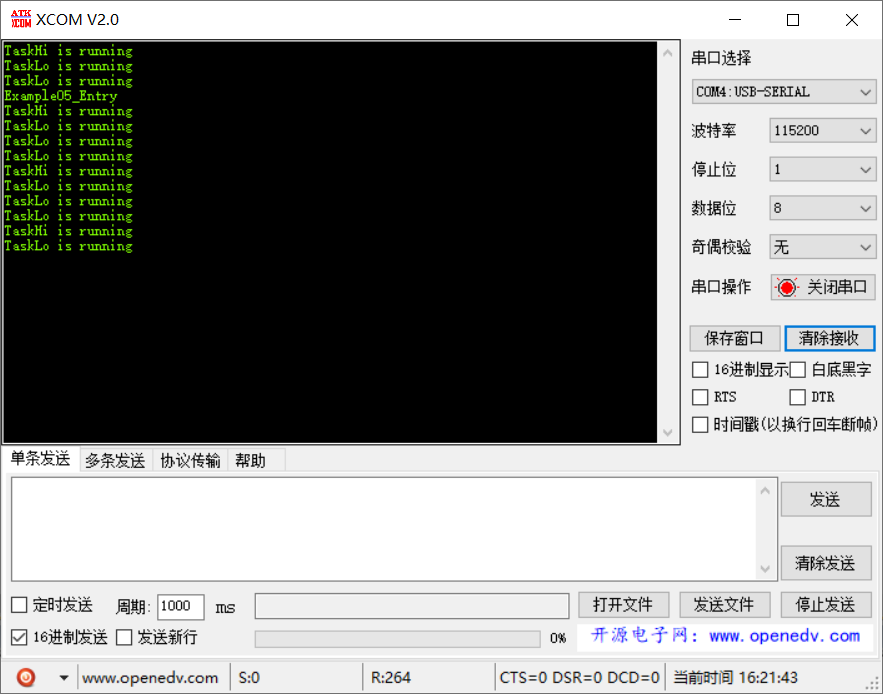 ATK XCOM XCOM V2.0
TaskHi is running
TaskLo is running
TaskLo is running
Example05_Entry
TaskHi is running
TaskLo is running
TaskLo is running
TaskLo is running
TaskHi is running
TaskLo is running
TaskLo is running
TaskLo is running
TaskHi is running
TaskLo is running
串口选择
COM4:USB-SERIAL
波特率 115200
停止位 1
数据位 8
奇偶校验 无
串口操作 关闭串口
保存窗口 清除接收
16进制显示 白底黑字
RTS DTR
时间戳(以换行回车断帧)
单条发送 多条发送 协议传输 帮助
发送
清除发送
定时发送 周期: 1000 ms 打开文件 发送文件 停止发送
16进制发送 发送新行 0% 开源电子网: www.openedv.com
www.openedv.com S:0 R:264 CTS=0 DSR=0 DCD=0 当前时间 16:21:43